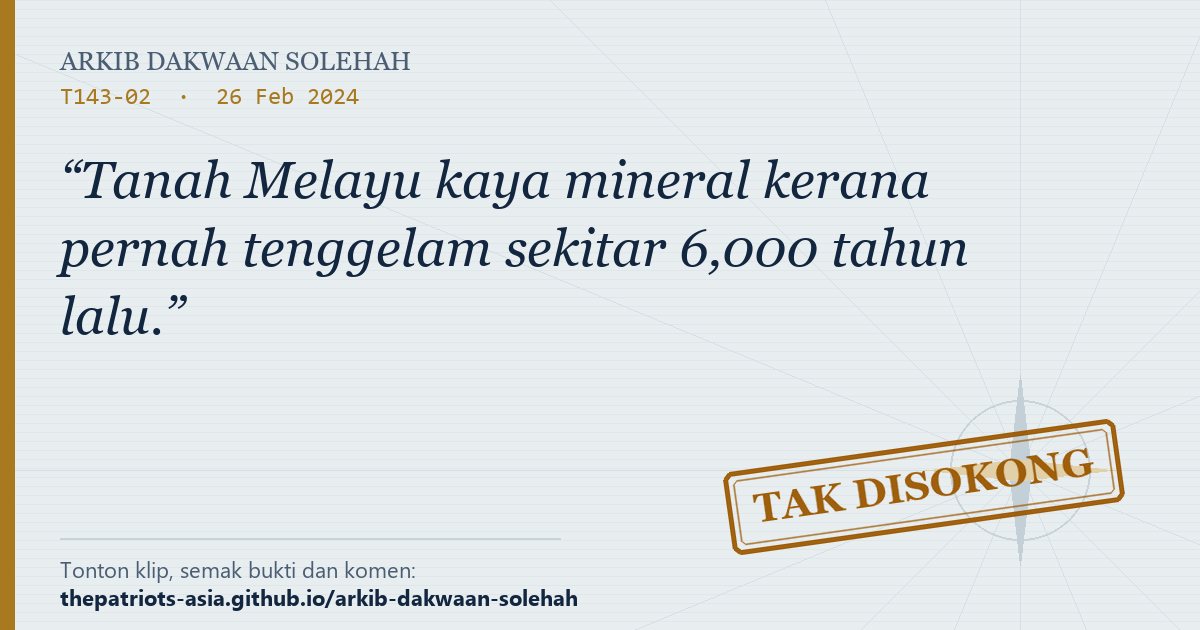 ARKIB DAKWAAN SOLEHAH
T143-02 · 26 Feb 2024
“Tanah Melayu kaya mineral kerana
pernah tenggelam sekitar 6,000 tahun
lalu.”
TAK DISOKONG
Tonton klip, semak bukti dan komen:
thepatriots-asia.github.io/arkib-dakwaan-solehah